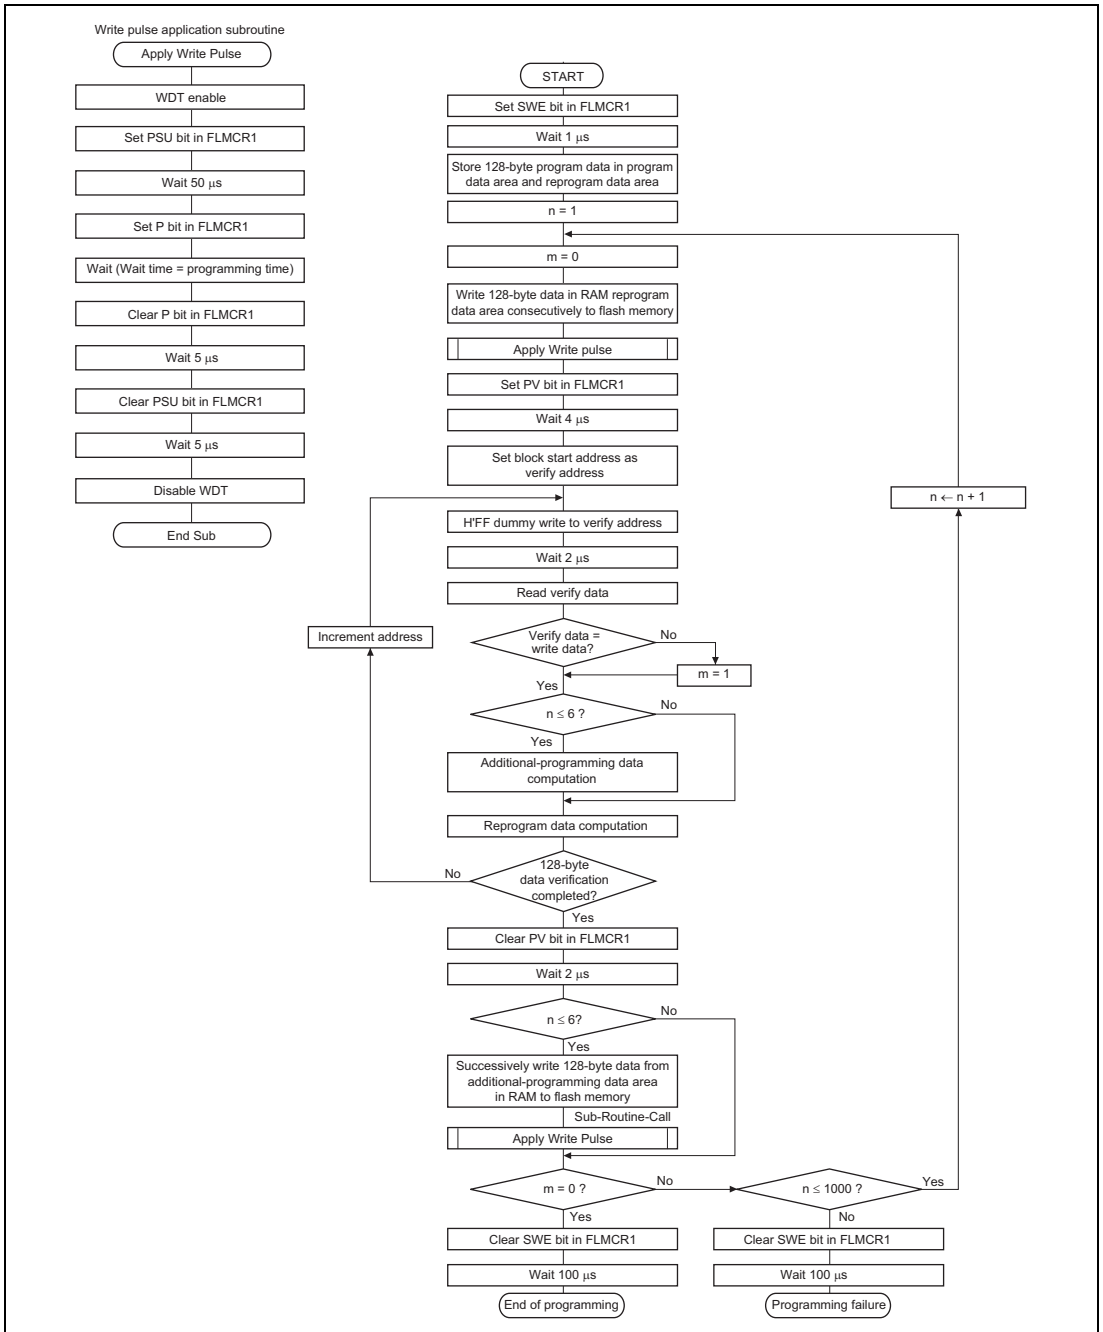 Write pulse application subroutine
Apply Write Pulse
WDT enable
Set PSU bit in FLMCR1
Wait 50 µs
Set P bit in FLMCR1
Wait (Wait time = programming time)
Clear P bit in FLMCR1
Wait 5 µs
Clear PSU bit in FLMCR1
Wait 5 µs
Disable WDT
End Sub
START
Set SWE bit in FLMCR1
Wait 1 µs
Store 128-byte program data in program
data area and reprogram data area
n = 1
m = 0
Write 128-byte data in RAM reprogram
data area consecutively to flash memory
Apply Write pulse
Set PV bit in FLMCR1
Wait 4 µs
Set block start address as
verify address
n ← n + 1
H'FF dummy write to verify address
Wait 2 µs
Read verify data
Increment address
Verify data =
write data?
No
m = 1
Yes
n ≤ 6 ?
No
Yes
Additional-programming data
computation
Reprogram data computation
128-byte
data verification
completed?
No
Yes
Clear PV bit in FLMCR1
Wait 2 µs
n ≤ 6?
No
Yes
Successively write 128-byte data from
additional-programming data area
in RAM to flash memory
Sub-Routine-Call
Apply Write Pulse
m = 0 ?
No
n ≤ 1000 ?
Yes
Yes
No
Clear SWE bit in FLMCR1
Clear SWE bit in FLMCR1
Wait 100 µs
Wait 100 µs
End of programming
Programming failure